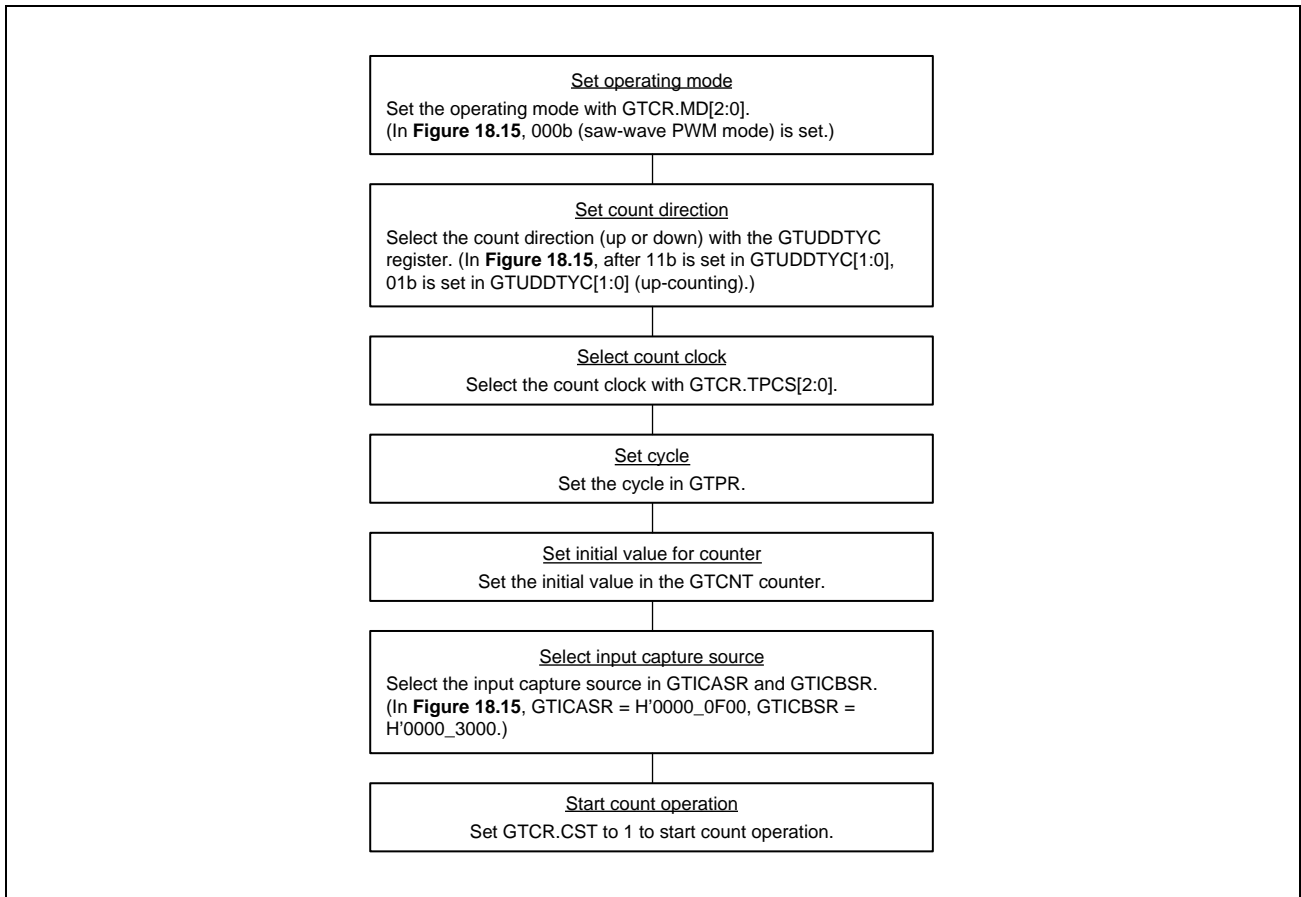 Set operating mode
Set the operating mode with GTCR.MD[2:0].
(In Figure 18.15, 000b (saw-wave PWM mode) is set.)
Set count direction
Select the count direction (up or down) with the GTUDDTYC
register. (In Figure 18.15, after 11b is set in GTUDDTYC[1:0],
01b is set in GTUDDTYC[1:0] (up-counting).)
Select count clock
Select the count clock with GTCR.TPCS[2:0].
Set cycle
Set the cycle in GTPR.
Set initial value for counter
Set the initial value in the GTCNT counter.
Select input capture source
Select the input capture source in GTICASR and GTICBSR.
(In Figure 18.15, GTICASR = H'0000_0F00, GTICBSR =
H'0000_3000.)
Start count operation
Set GTCR.CST to 1 to start count operation.